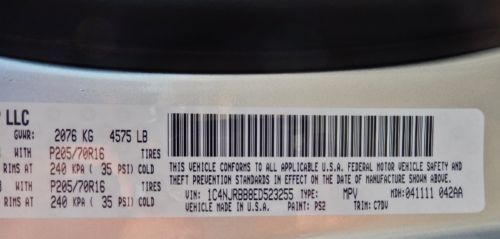 LLC
GVWR: 2076 KG 4575 LB
WITH P205/70R16 TIRES
RIMS AT 240 KPA ( 35 PSI) COLD
WITH P205/70R16 TIRES
RIMS AT 240 KPA ( 35 PSI) COLD
THIS VEHICLE CONFORMS TO ALL APPLICABLE U.S.A. FEDERAL MOTOR VEHICLE SAFETY AND
THEFT PREVENTION STANDARDS IN EFFECT ON THE DATE OF MANUFACTURE SHOWN ABOVE.
VIN: 1C4NJRBB8ED523255 TYPE: MPV MDH: 041111 042AA
VEHICLE MADE IN U.S.A. PAINT: PS2 TRIM: C7DV